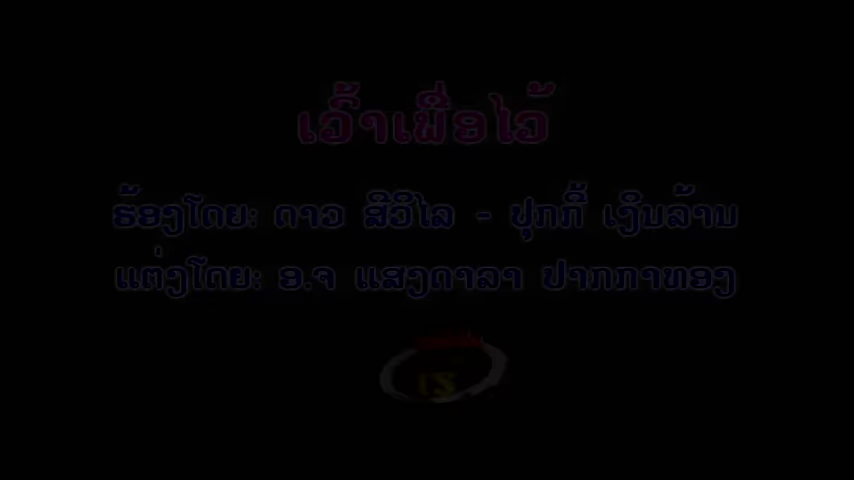 ເວົ້າເພື່ອໄວ້
ຮ້ອງໂດຍ: ດາວ ສີວິໄລ - ປຸກກີ້ ເງິນລ້ານ
ແຕ່ງໂດຍ: ອ.ຈ ແສງດາລາ ປາກກາທອງ